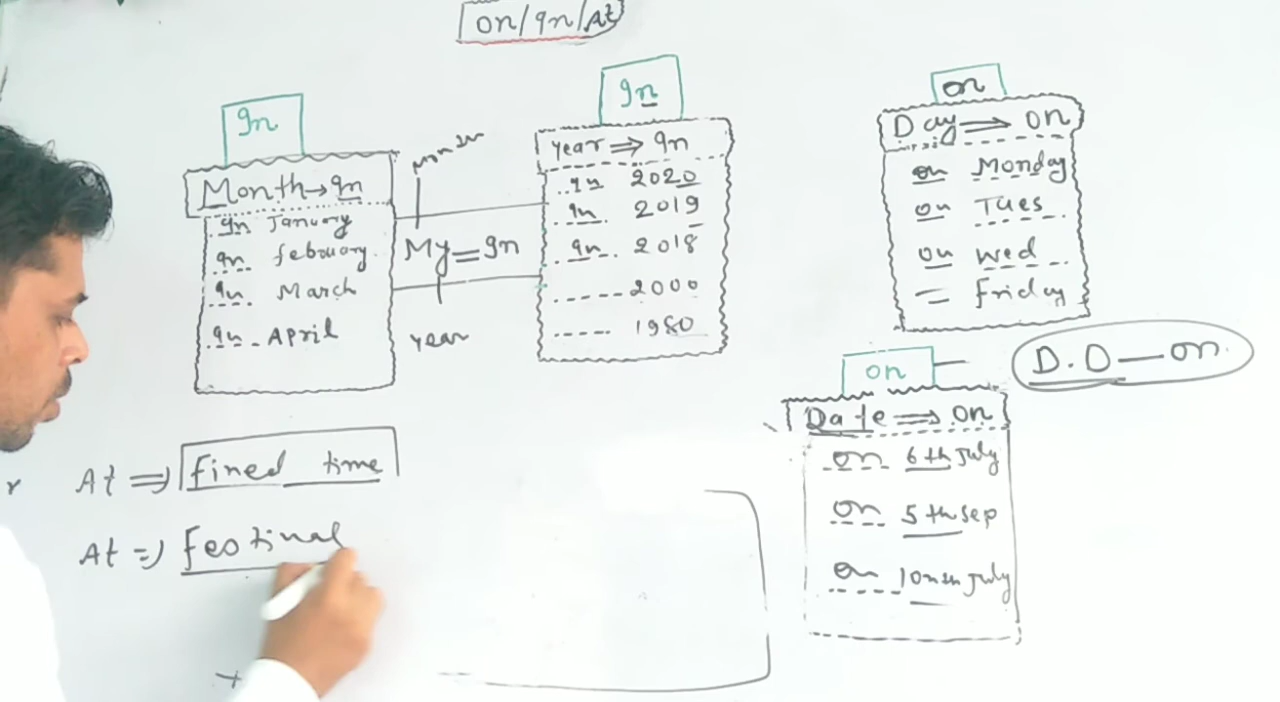 on/In/At
In
Month → In
In January
In february
In March
In April
Month
My = In
year
In
year ⇒ In
In 2020
In 2019
In 2018
2000
1980
on
Day ⇒ on
on Monday
on Tues
on Wed
= Friday
D.D — on
on
Date ⇒ on
on 6th July
on 5th Sep
on 10nth July
At ⇒ fined time
At ⇒ festival